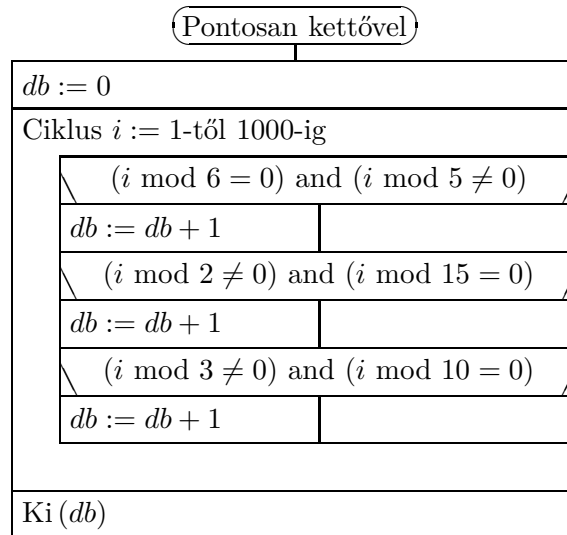 Pontosan kettővel
db := 0
Ciklus i := 1-től 1000-ig
(i mod 6 = 0) and (i mod 5 ≠ 0)
db := db + 1
(i mod 2 ≠ 0) and (i mod 15 = 0)
db := db + 1
(i mod 3 ≠ 0) and (i mod 10 = 0)
db := db + 1
Ki (db)